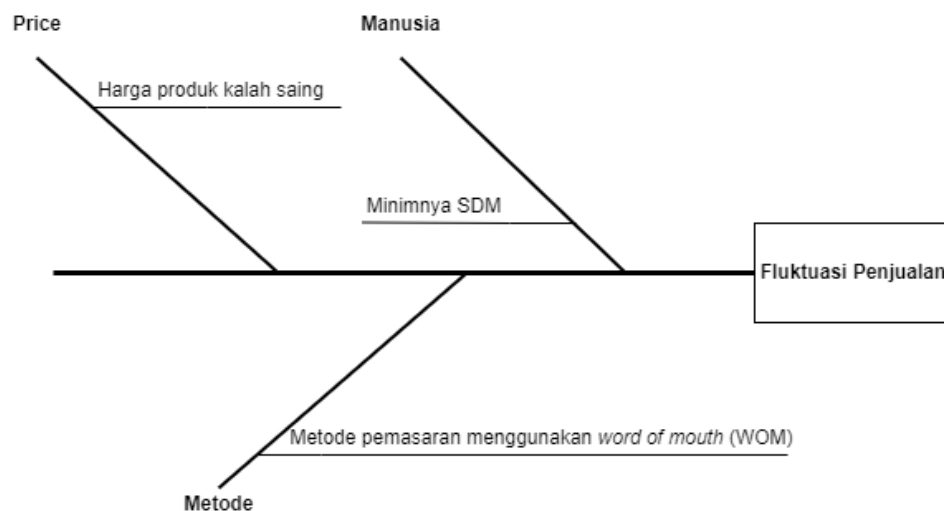 Price
Manusia
Harga produk kalah saing
Minimnya SDM
Fluktuasi Penjualan
Metode pemasaran menggunakan word of mouth (WOM)
Metode